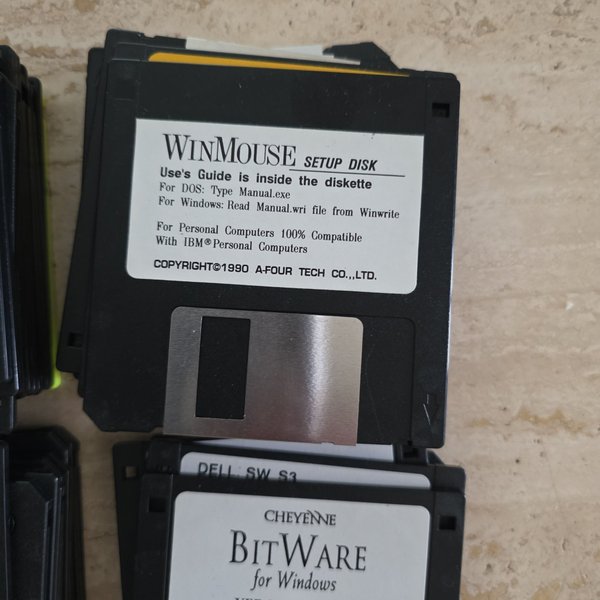 WINMOUSE SETUP DISK
Use's Guide is inside the diskette
For DOS: Type Manual.exe
For Windows: Read Manual.wri file from Winwrite
For Personal Computers 100% Compatible
With IBM® Personal Computers
COPYRIGHT©1990 A-FOUR TECH CO.,,LTD.
DELL SW S3
CHEYENNE
BITWARE
for Windows